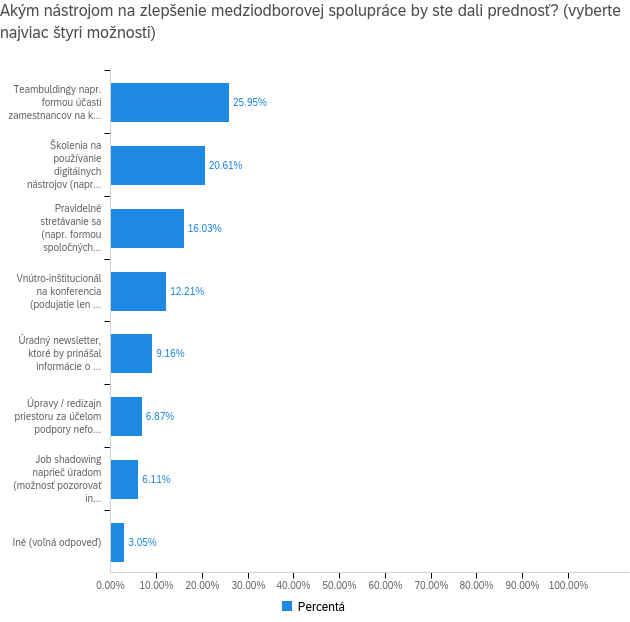 Akým nástrojom na zlepšenie medziodborovej spolupráce by ste dali prednosť? (vyberte
najviac štyri možnosti)
Teambuldingy napr.
formou účasti
zamestnancov na k...
25.95%
Školenia na
používanie
digitálnych
nástrojov (napr...
20.61%
Pravidelné
stretávanie sa
(napr. formou
spoločných...
16.03%
Vnútro-inštitucionál
na konferencia
(podujatie len ...
12.21%
Úradný newsletter,
ktoré by prinášal
informácie o ...
9.16%
Úpravy / redizajn
priestoru za účelom
podpory nefo...
6.87%
Job shadowing
naprieč úradom
(možnosť pozorovať
in...
6.11%
Iné (voľná odpoveď)
3.05%
0.00% 10.00% 20.00% 30.00% 40.00% 50.00% 60.00% 70.00% 80.00% 90.00% 100.00%
Percentá